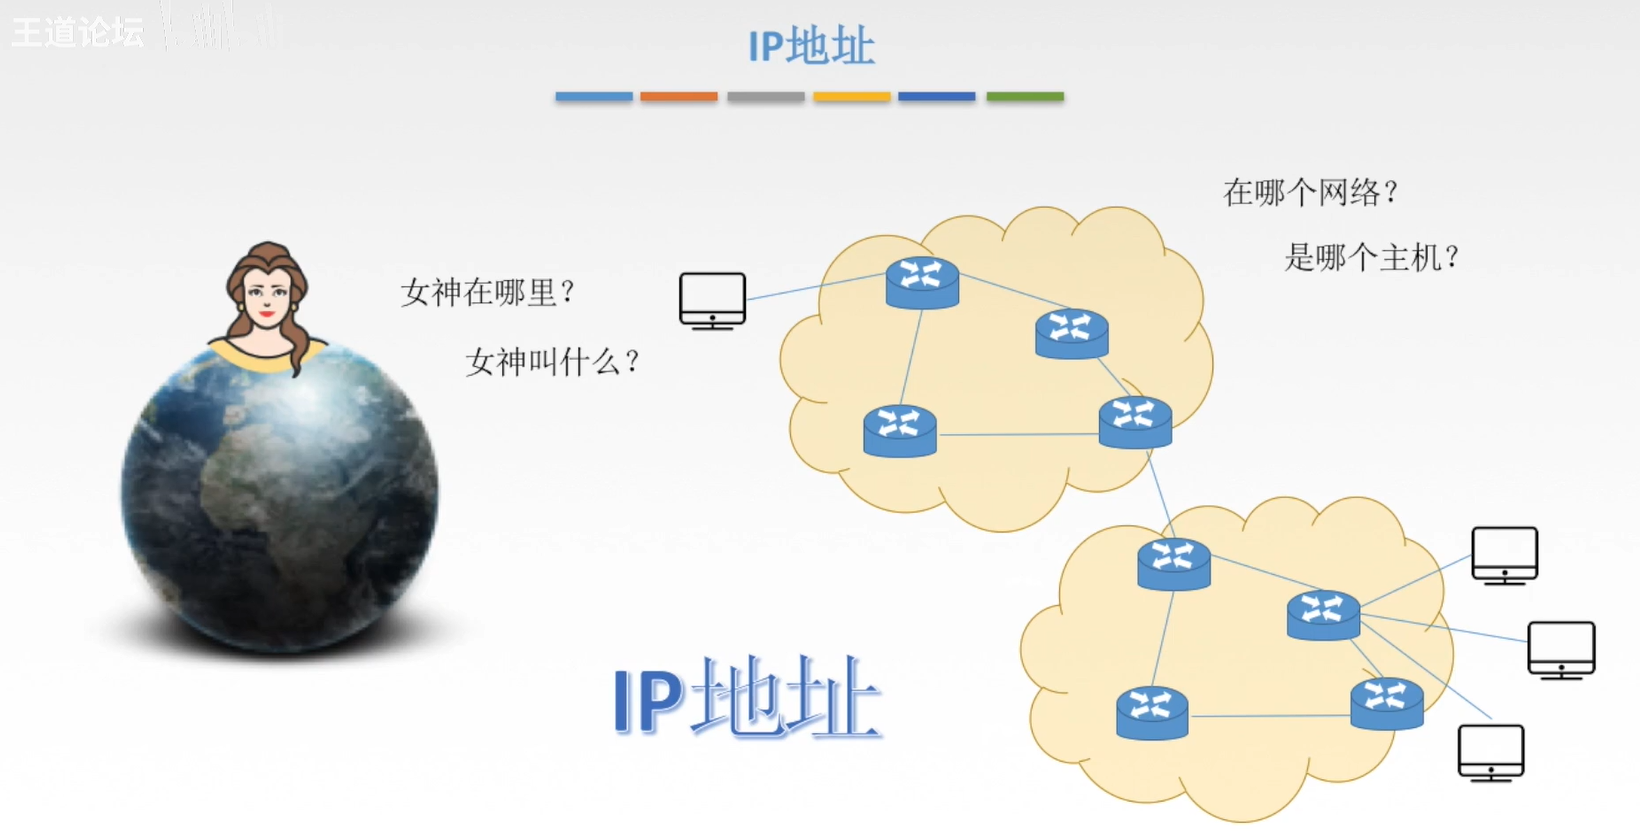 王道论坛
IP地址
在哪个网络?
是哪个主机?
女神在哪里?
女神叫什么?
IP地址